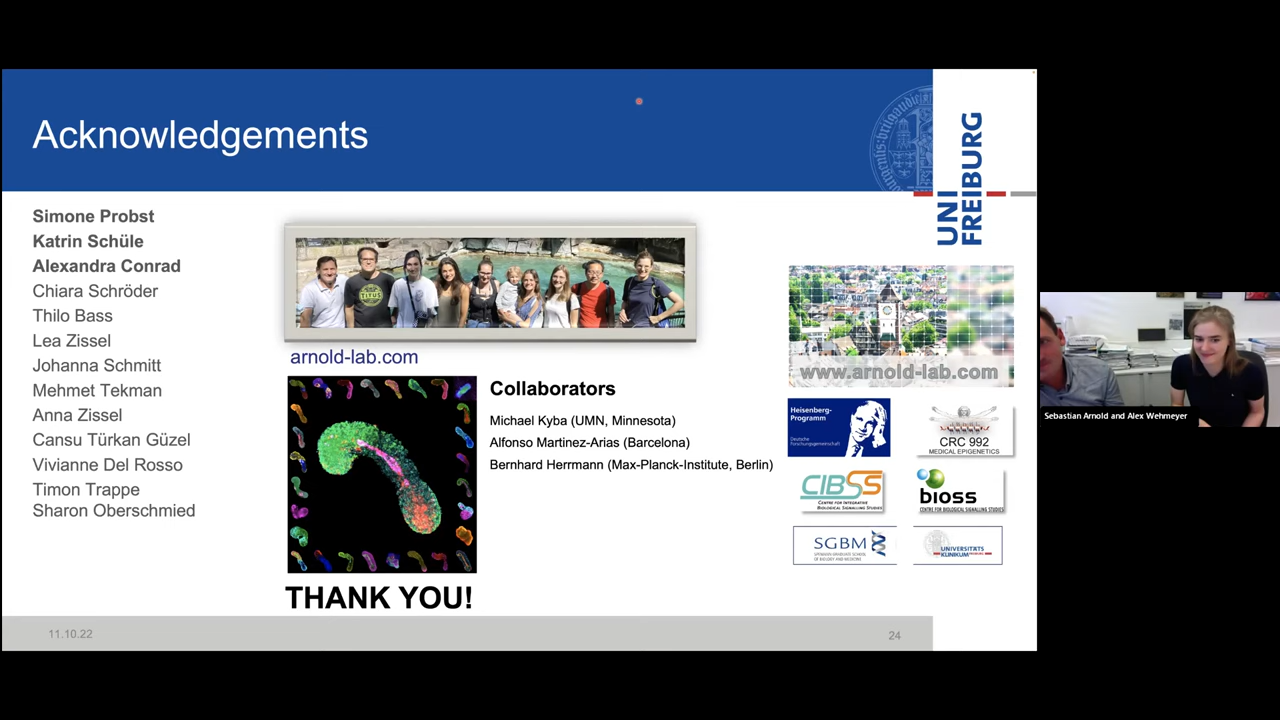 Acknowledgements
UNI
FREIBURG
Simone Probst
Katrin Schüle
Alexandra Conrad
Chiara Schröder
Thilo Bass
Lea Zissel
Johanna Schmitt
Mehmet Tekman
Anna Zissel
Cansu Türkan Güzel
Vivianne Del Rosso
Timon Trappe
Sharon Oberschmied
TITUS
arnold-lab.com
THANK YOU!
Collaborators
Michael Kyba (UMN, Minnesota)
Alfonso Martinez-Arias (Barcelona)
Bernhard Herrmann (Max-Planck-Institute, Berlin)
www.arnold-lab.com
Heisenberg-
Programm
Deutsche
Forschungsgemeinschaft
CRC 992
MEDICAL EPIGENETICS
CIBSS
CENTRE FOR INTEGRATIVE
BIOLOGICAL SIGNALLING STUDIES
bioss
CENTRE FOR BIOLOGICAL SIGNALLING STUDIES
SGBM
SPEMANN GRADUATE SCHOOL
OF BIOLOGY AND MEDICINE
UNIVERSITÄTS
KLINIKUM FREIBURG
Sebastian Arnold and Alex Wehmeyer
11.10.22
24